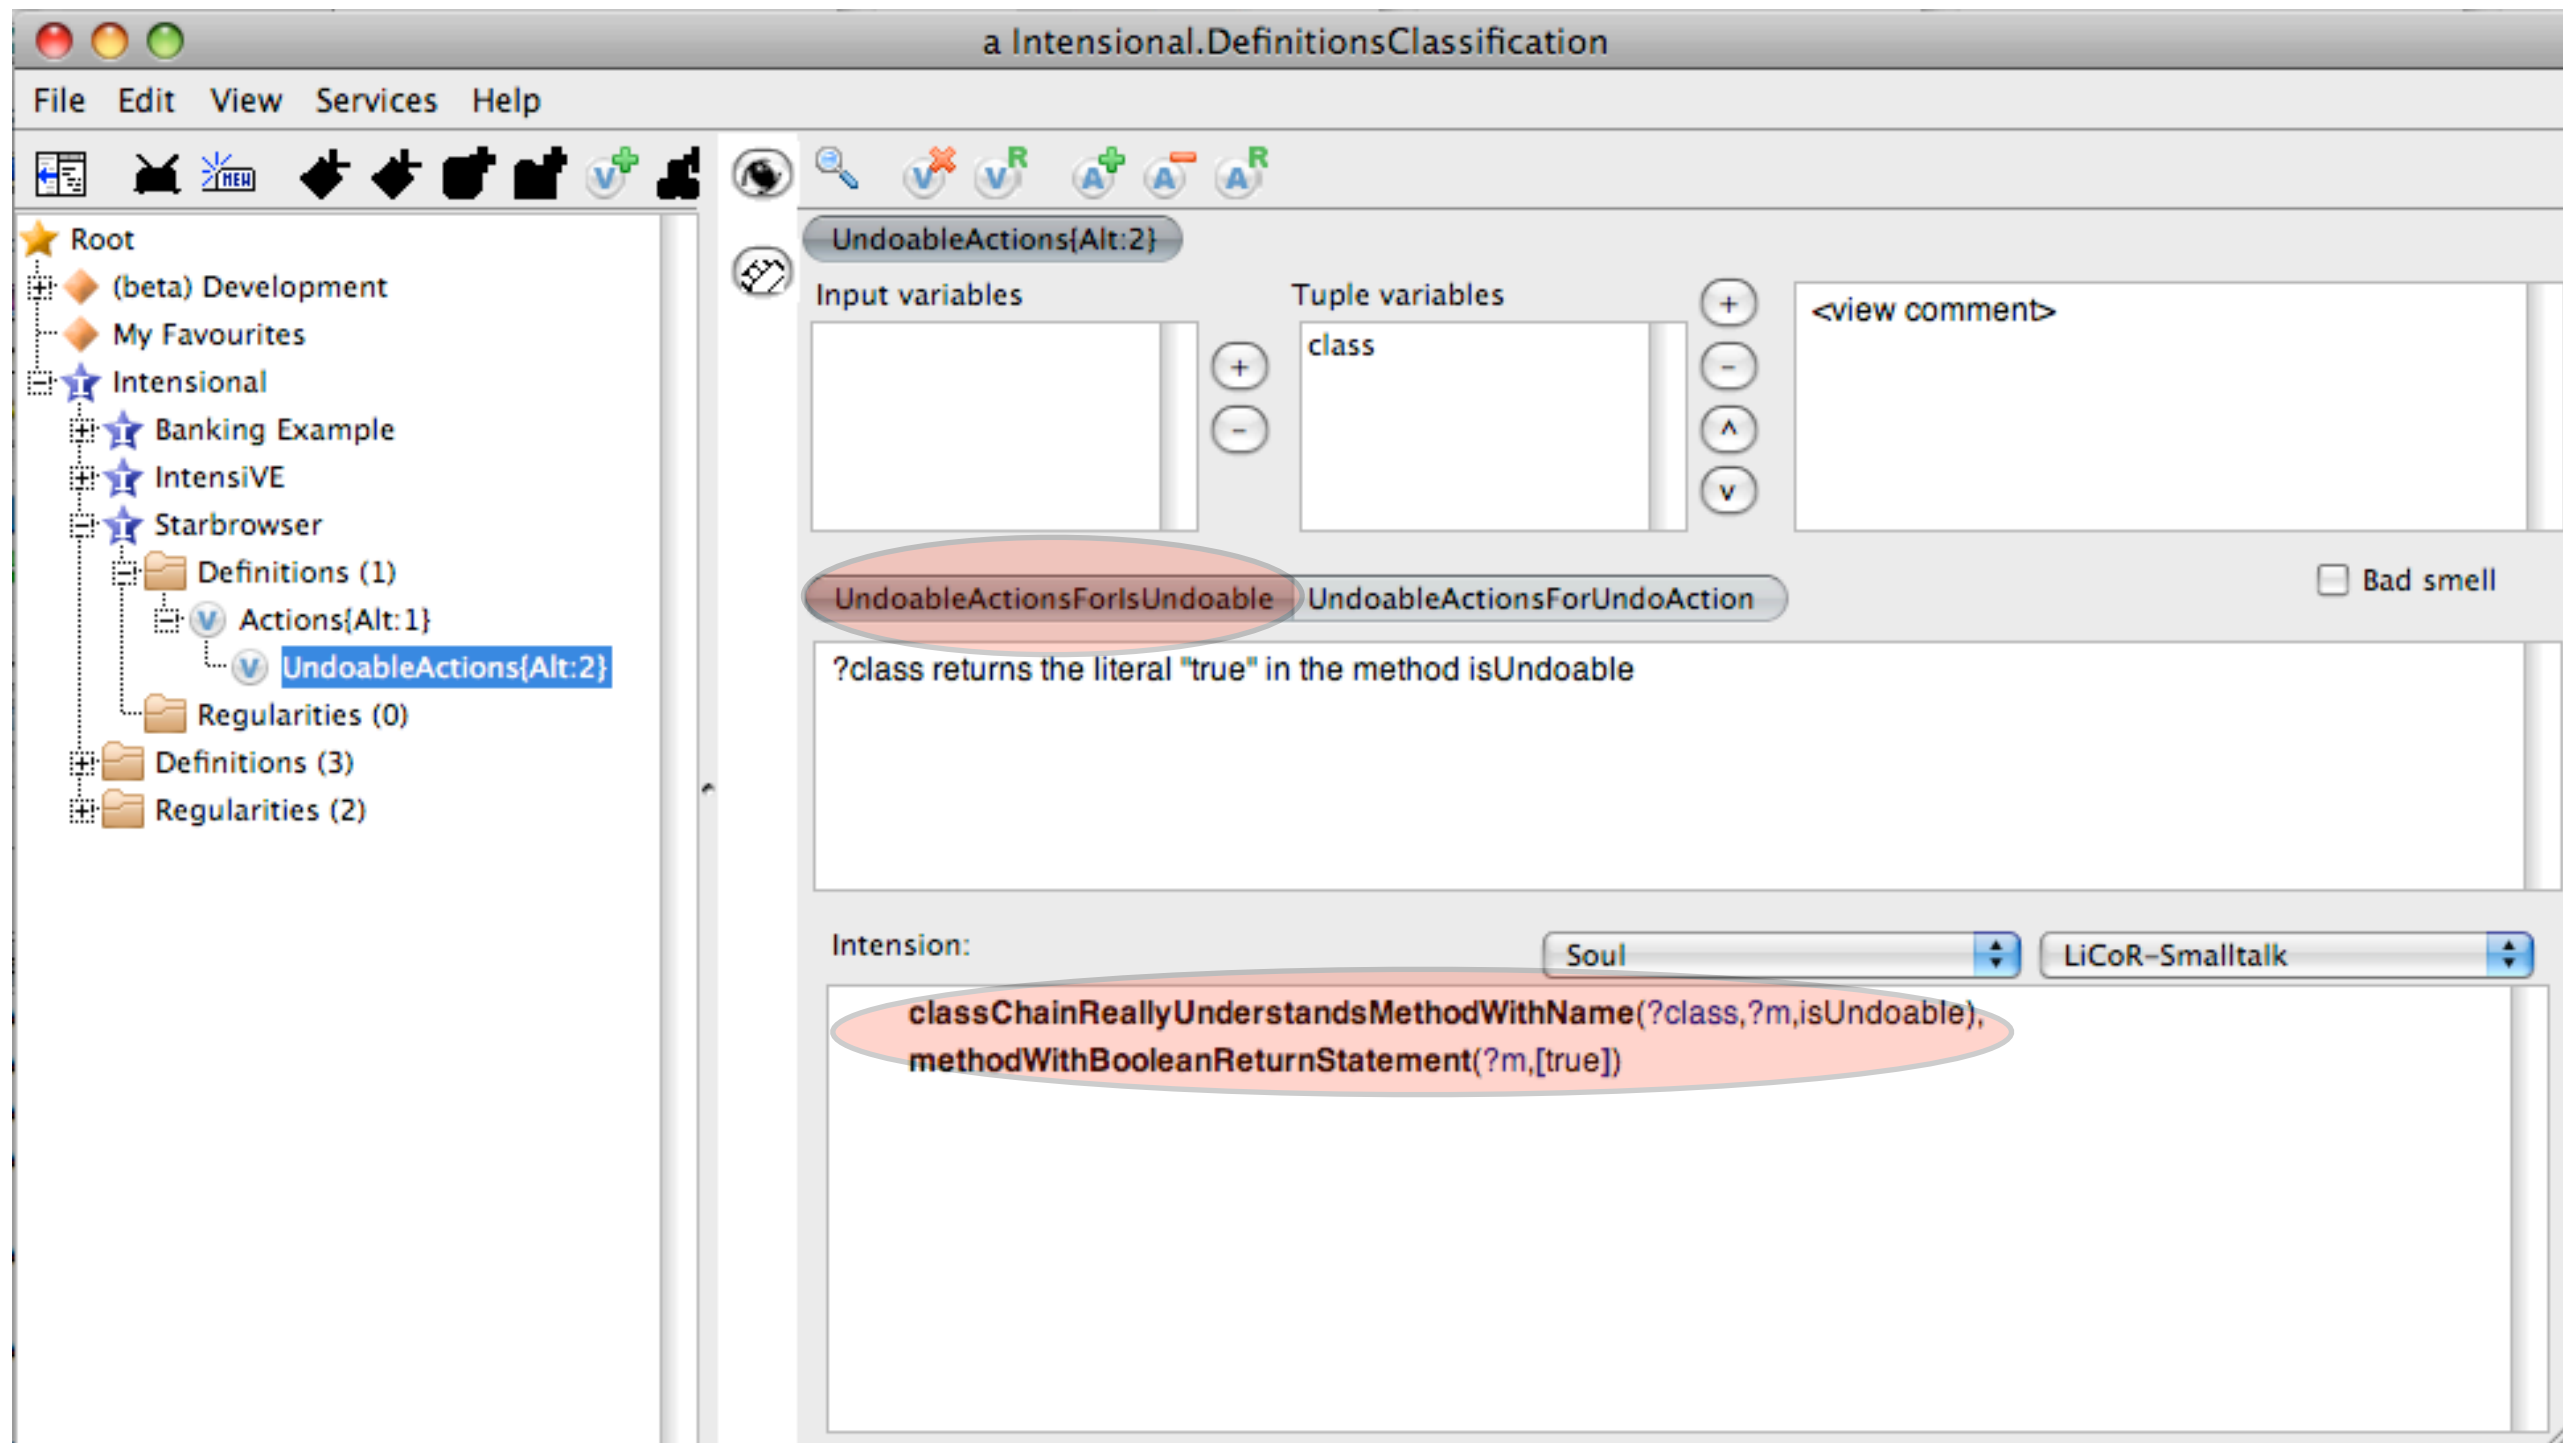 a Intensional.DefinitionsClassification
File Edit View Services Help
NEW V V V R A A A R
Root
(beta) Development
My Favourites
I Intensional
I Banking Example
I IntensiVE
I Starbrowser
Definitions (1)
V Actions{Alt:1}
V UndoableActions{Alt:2}
Regularities (0)
Definitions (3)
Regularities (2)
UndoableActions{Alt:2}
Input variables
+
-
Tuple variables
class
+
-
^
v
<view comment>
UndoableActionsForIsUndoable UndoableActionsForUndoAction
Bad smell
?class returns the literal "true" in the method isUndoable
Intension: Soul LiCoR-Smalltalk
classChainReallyUnderstandsMethodWithName(?class,?m,isUndoable),
methodWithBooleanReturnStatement(?m,[true])